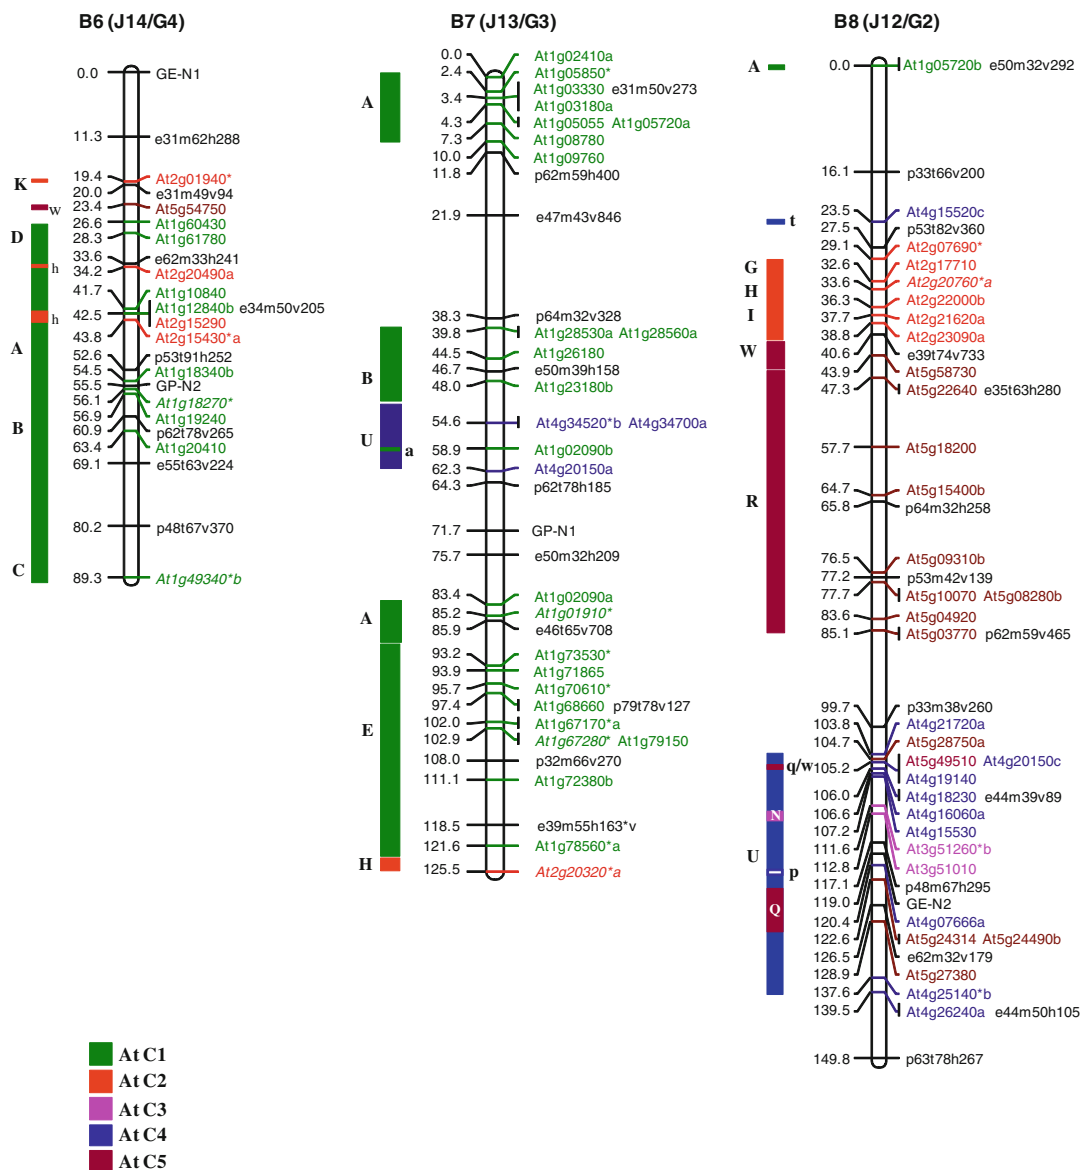 B6 (J14/G4)
0.0 GE-N1
11.3 e31m62h288
K 19.4 At2g01940*
20.0 e31m49v94
w 23.4 At5g54750
26.6 At1g60430
D 28.3 At1g61780
33.6 e62m33h241
h 34.2 At2g20490a
41.7 At1g10840
At1g12840b e34m50v205
h 42.5 At2g15290
43.8 At2g15430*a
A 52.6 p53t91h252
54.5 At1g18340b
55.5 GP-N2
56.1 At1g18270*
56.9 At1g19240
B 60.9 p62t78v265
63.4 At1g20410
69.1 e55t63v224
80.2 p48t67v370
C 89.3 At1g49340*b
B7 (J13/G3)
0.0 At1g02410a
2.4 At1g05850*
At1g03330 e31m50v273
A 3.4 At1g03180a
4.3 At1g05055 At1g05720a
7.3 At1g08780
10.0 At1g09760
11.8 p62m59h400
21.9 e47m43v846
38.3 p64m32v328
39.8 At1g28530a At1g28560a
44.5 At1g26180
46.7 e50m39h158
B 48.0 At1g23180b
54.6 At4g34520*b At4g34700a
U a 58.9 At1g02090b
62.3 At4g20150a
64.3 p62t78h185
71.7 GP-N1
75.7 e50m32h209
83.4 At1g02090a
A 85.2 At1g01910*
85.9 e46t65v708
93.2 At1g73530*
93.9 At1g71865
95.7 At1g70610*
97.4 At1g68660 p79t78v127
E 102.0 At1g67170*a
102.9 At1g67280* At1g79150
108.0 p32m66v270
111.1 At1g72380b
118.5 e39m55h163*v
121.6 At1g78560*a
H 125.5 At2g20320*a
B8 (J12/G2)
A 0.0 At1g05720b e50m32v292
16.1 p33t66v200
23.5 At4g15520c
t 27.5 p53t82v360
29.1 At2g07690*
G 32.6 At2g17710
33.6 At2g20760*a
H 36.3 At2g22000b
I 37.7 At2g21620a
38.8 At2g23090a
W 40.6 e39t74v733
43.9 At5g58730
47.3 At5g22640 e35t63h280
57.7 At5g18200
64.7 At5g15400b
R 65.8 p64m32h258
76.5 At5g09310b
77.2 p53m42v139
77.7 At5g10070 At5g08280b
83.6 At5g04920
85.1 At5g03770 p62m59v465
99.7 p33m38v260
103.8 At4g21720a
104.7 At5g28750a
q/w 105.2 At5g49510 At4g20150c
At4g19140
106.0 At4g18230 e44m39v89
N 106.6 At4g16060a
107.2 At4g15530
U 111.6 At3g51260*b
p 112.8 At3g51010
117.1 p48m67h295
Q 119.0 GE-N2
120.4 At4g07666a
122.6 At5g24314 At5g24490b
126.5 e62m32v179
128.9 At5g27380
137.6 At4g25140*b
139.5 At4g26240a e44m50h105
149.8 p63t78h267
At C1
At C2
At C3
At C4
At C5